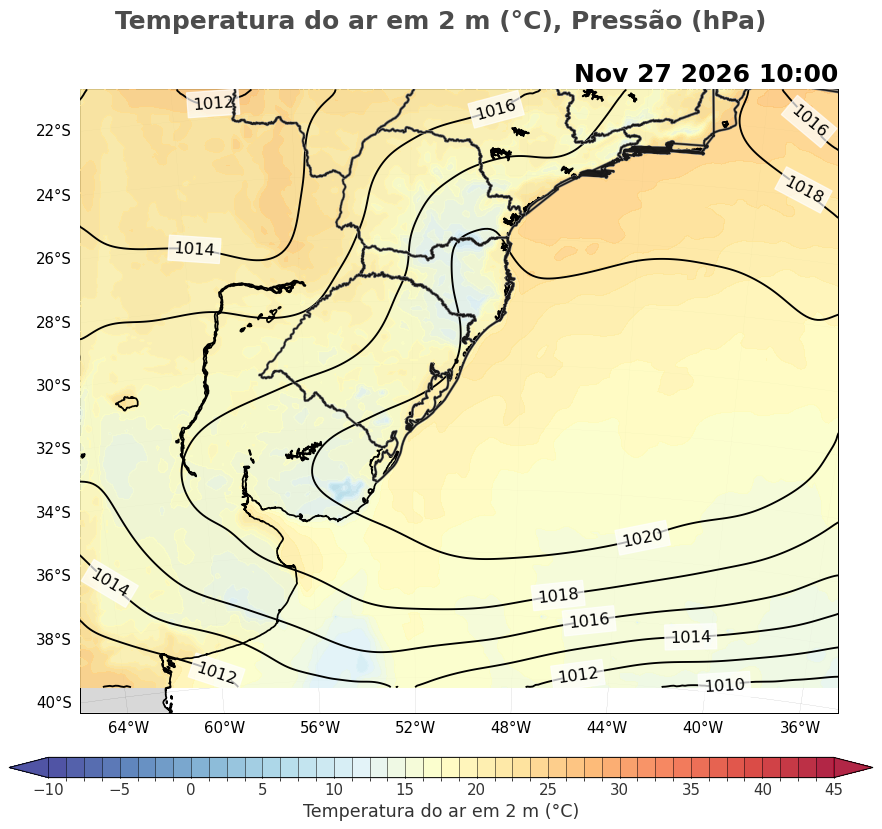 Temperatura do ar em 2 m (°C), Pressão (hPa)
Nov 27 2026 10:00
1012
1016
1016
22°S
24°S
1018
1014
26°S
28°S
30°S
32°S
34°S
1020
36°S
1014
1018
1016
38°S
1014
1012
1012
1010
40°S
64°W 60°W 56°W 52°W 48°W 44°W 40°W 36°W
−10 −5 0 5 10 15 20 25 30 35 40 45
Temperatura do ar em 2 m (°C)